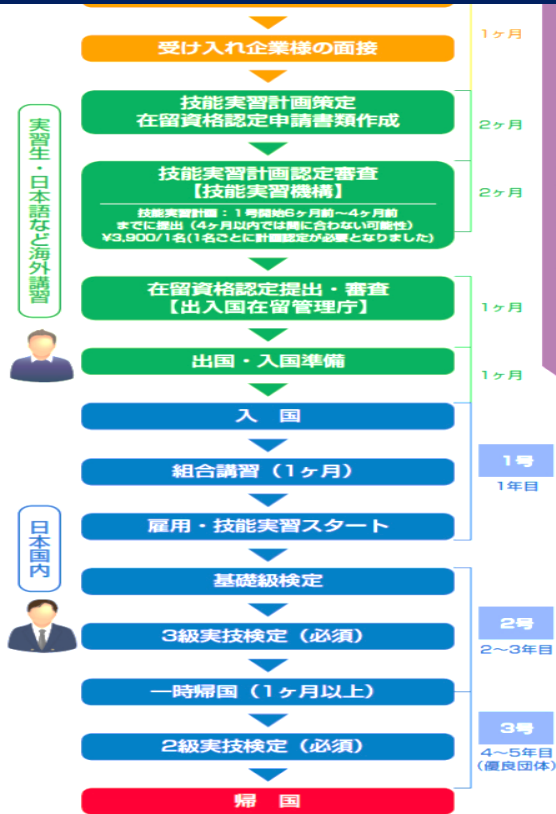 1ヶ月
受け入れ企業様の面接
技能実習計画策定
在留資格認定申請書類作成
2ヶ月
実習生・日本語など海外講習
技能実習計画認定審査
【技能実習機構】
技能実習計画：1号開始6ヶ月前〜4ヶ月前
までに提出（4ヶ月以内では間に合わない可能性）
¥3,900/1名(1名ごとに計画認定が必要となりました)
2ヶ月
在留資格認定提出・審査
【出入国在留管理庁】
1ヶ月
出国・入国準備
1ヶ月
入 国
組合講習（1ヶ月）
1号
1年目
雇用・技能実習スタート
日本国内
基礎級検定
3級実技検定（必須）
2号
2〜3年目
一時帰国（1ヶ月以上）
2級実技検定（必須）
3号
4〜5年目
（優良団体）
帰 国